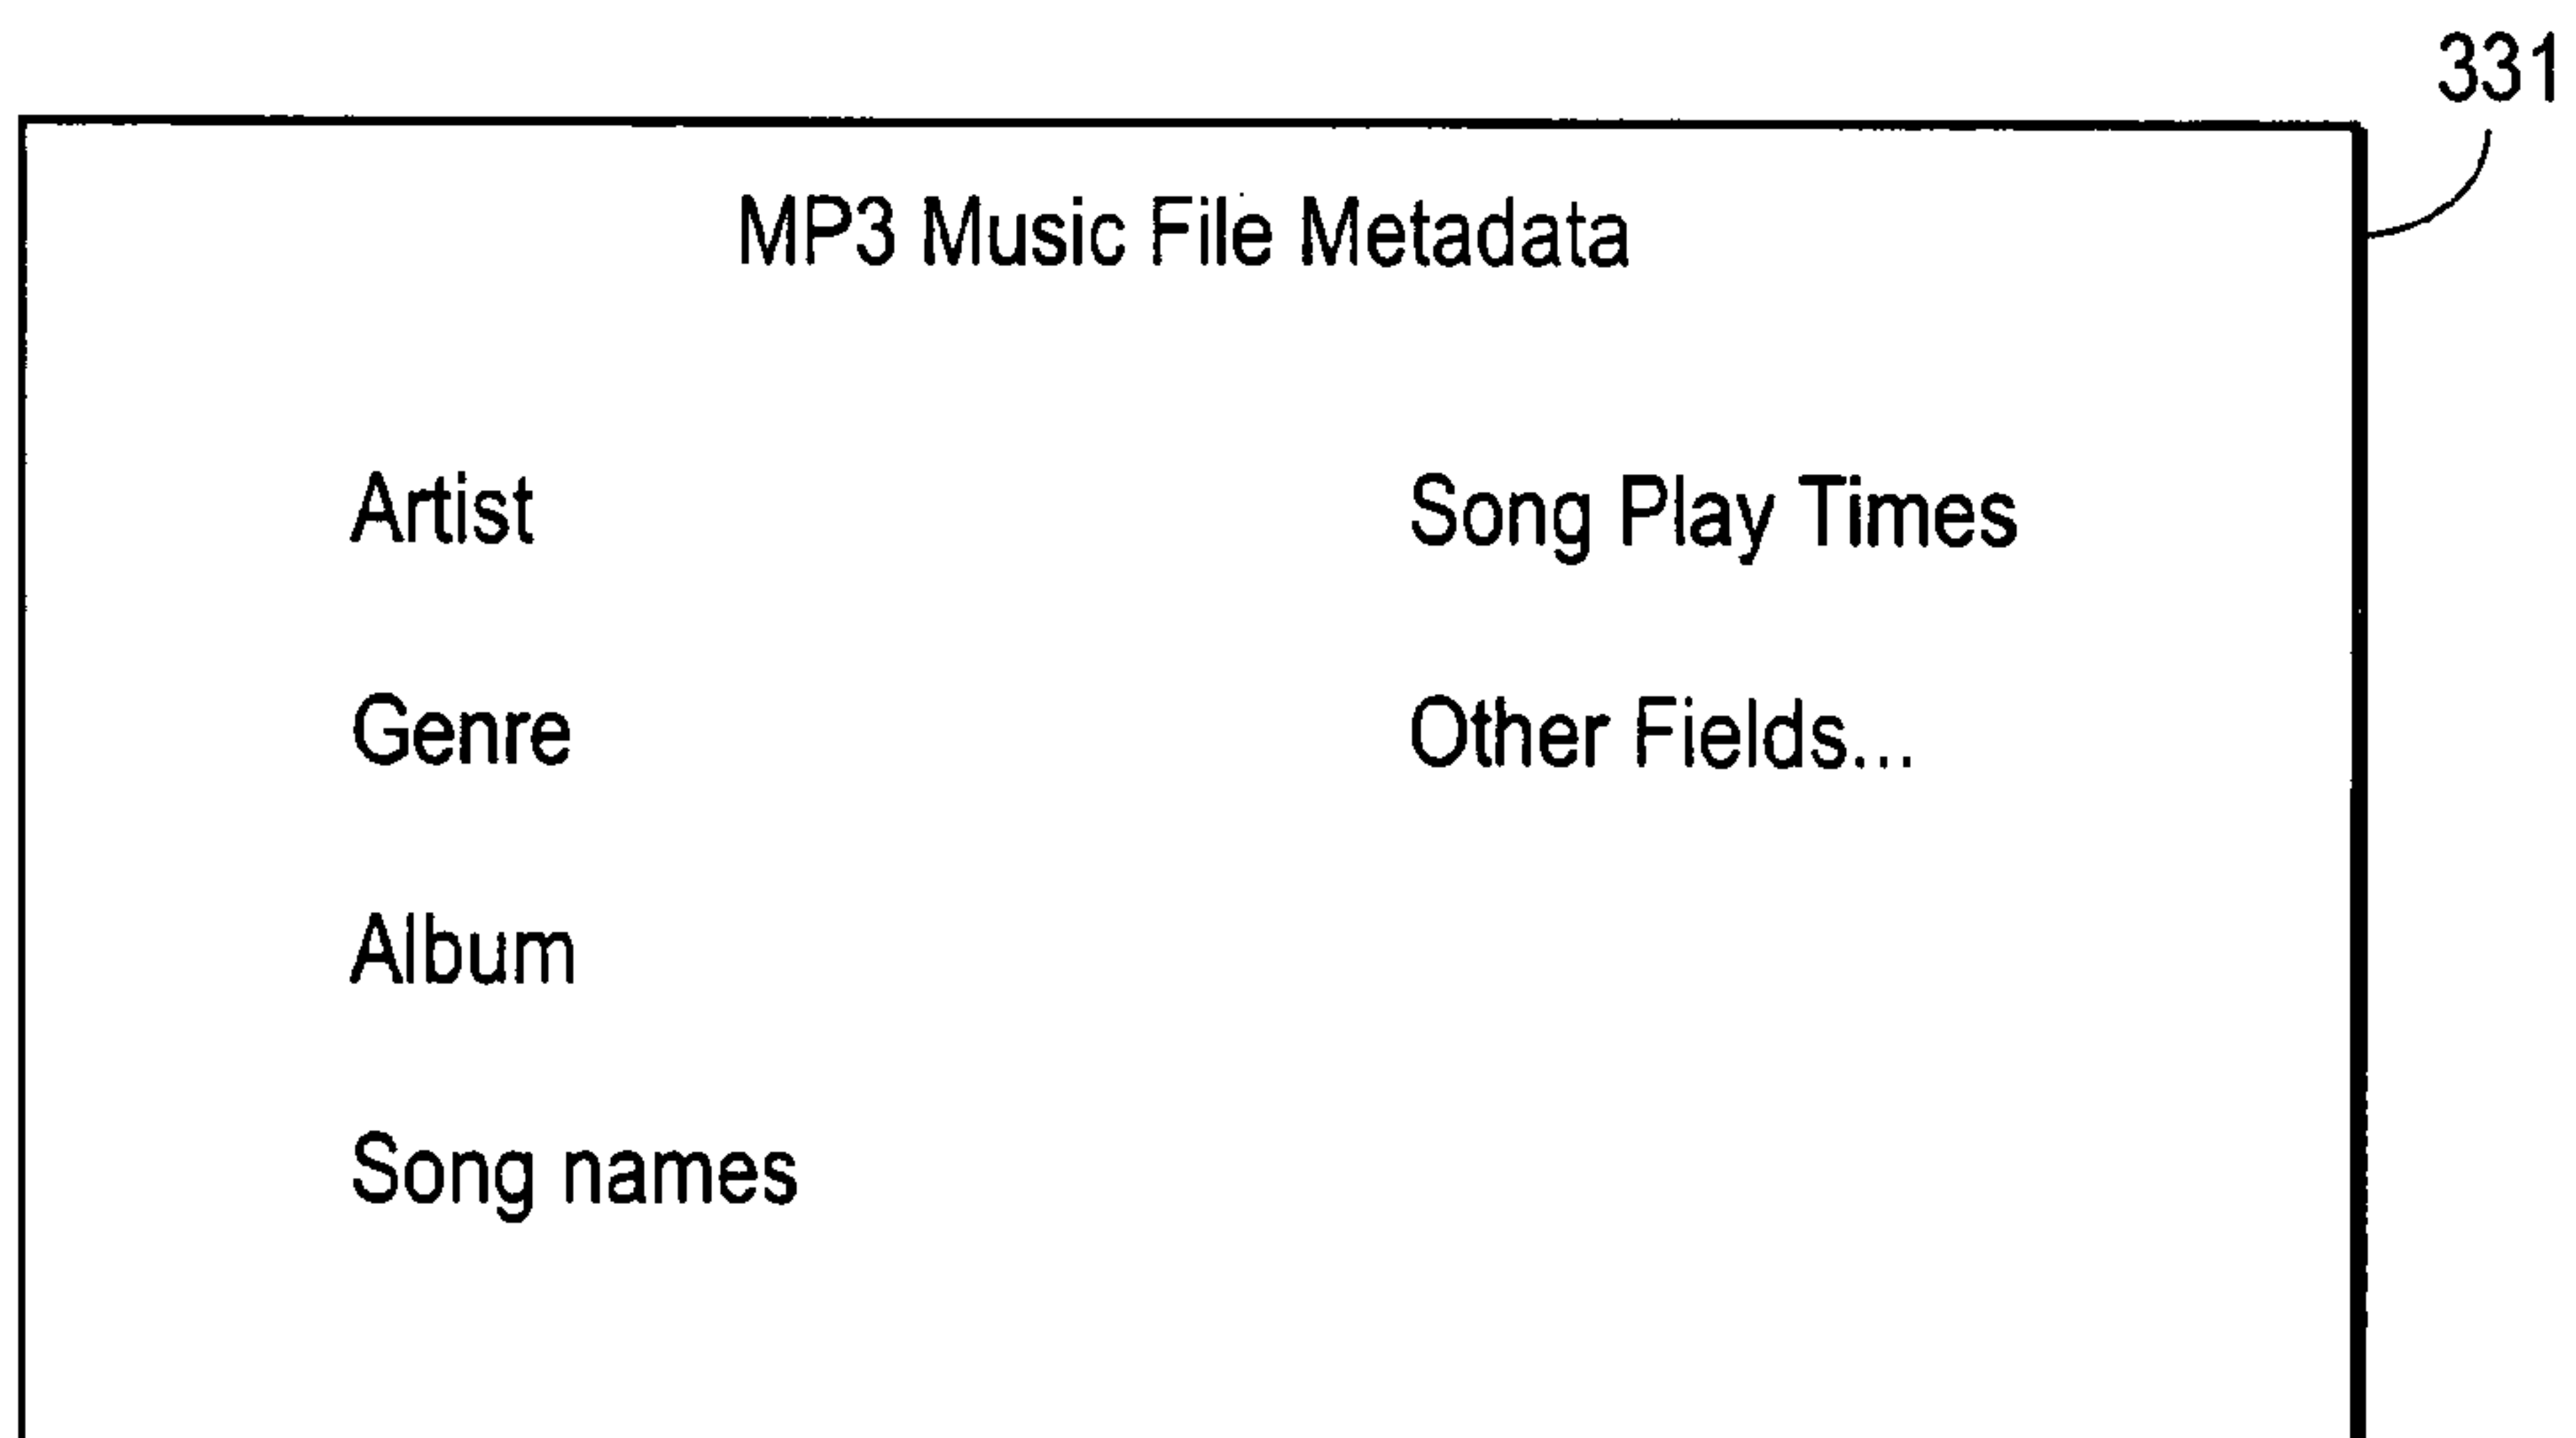 331
MP3 Music File Metadata
Artist
Genre
Album
Song names
Song Play Times
Other Fields...